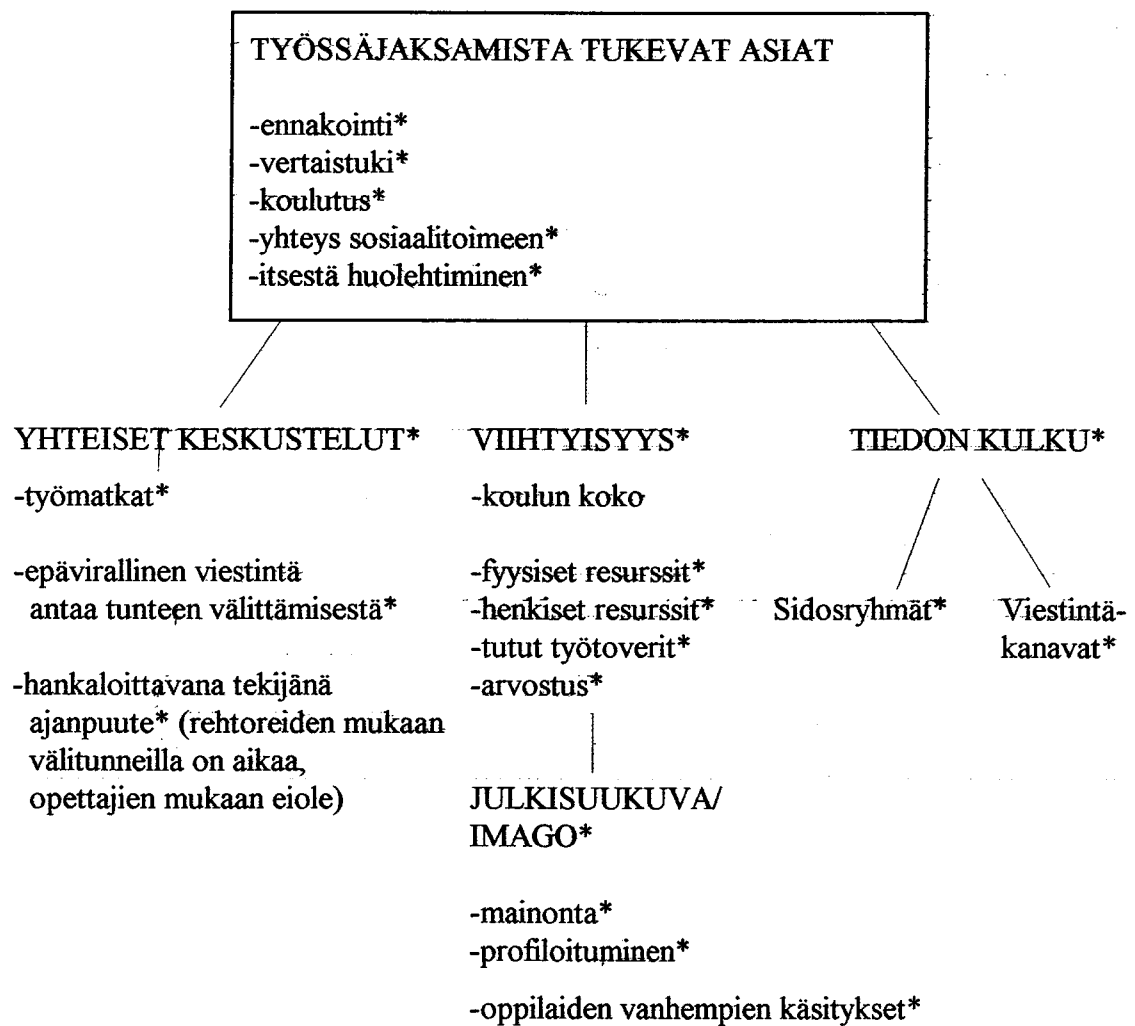 TYÖSSÄJAKSAMISTA TUKEVAT ASIAT
-ennakointi*
-vertaistuki*
-koulutus*
-yhteys sosiaalitoimeen*
-itsestä huolehtiminen*
YHTEISET KESKUSTELUT*
-työmatkat*
-epävirallinen viestintä
antaa tunteen välittämisestä*
-hankaloittavana tekijänä
ajanpuute* (rehtoreiden mukaan
välitunneilla on aikaa,
opettajien mukaan eiole)
VIIHTYISYYS*
-koulun koko
-fyysiset resurssit*
-henkiset resurssit*
-tutut työtoverit*
-arvostus*
JULKISUUKUVA/
IMAGO*
-mainonta*
-profiloituminen*
-oppilaiden vanhempien käsitykset*
TIEDON KULKU*
Sidosryhmät*
Viestintä-
kanavat*